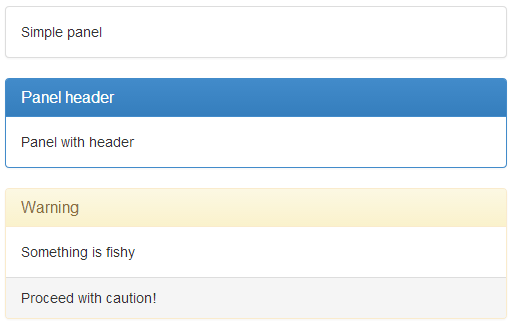 Simple panel
Panel header
Panel with header
Warning
Something is fishy
Proceed with caution!